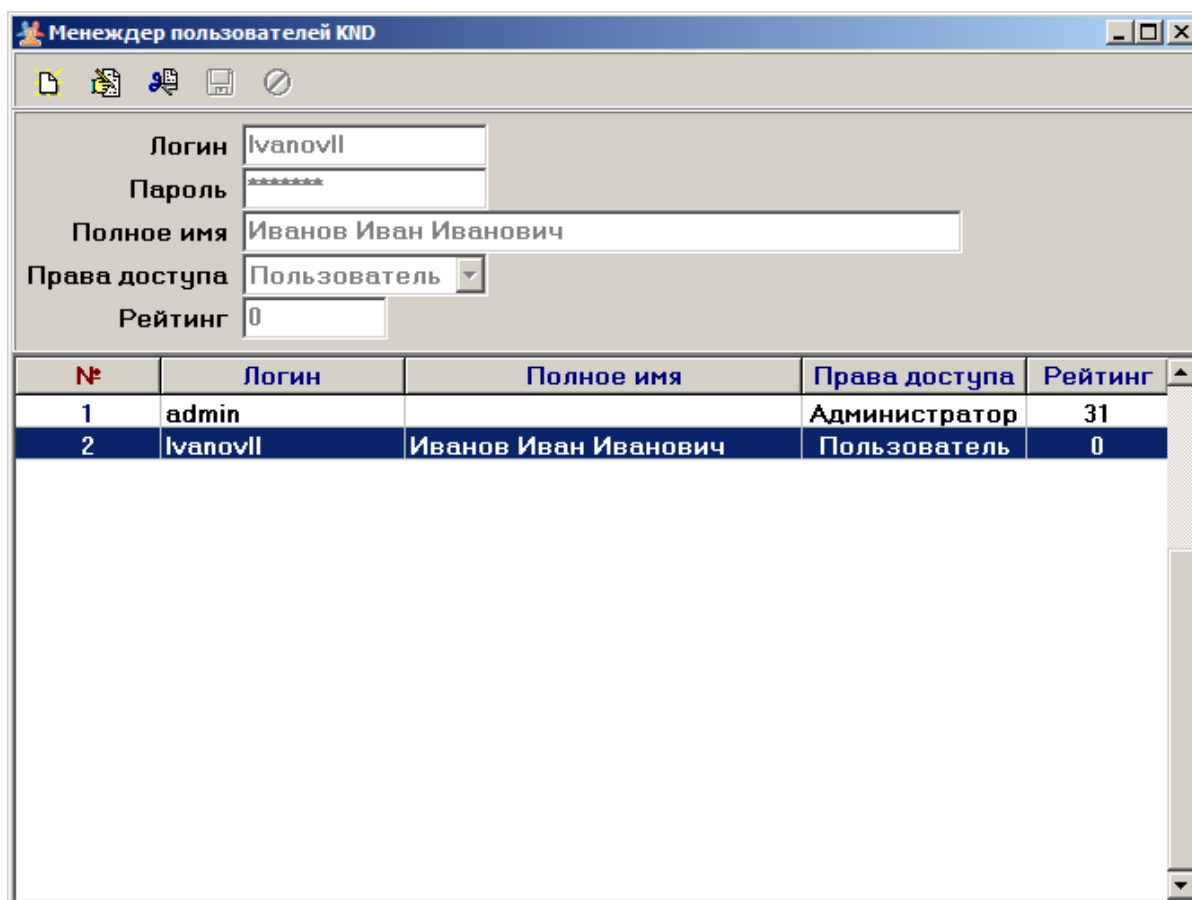 Менеждер пользователей KND
Логин IvanovII
Пароль *******
Полное имя Иванов Иван Иванович
Права доступа Пользователь
Рейтинг 0
№ Логин Полное имя Права доступа Рейтинг
1 admin Администратор 31
2 IvanovII Иванов Иван Иванович Пользователь 0